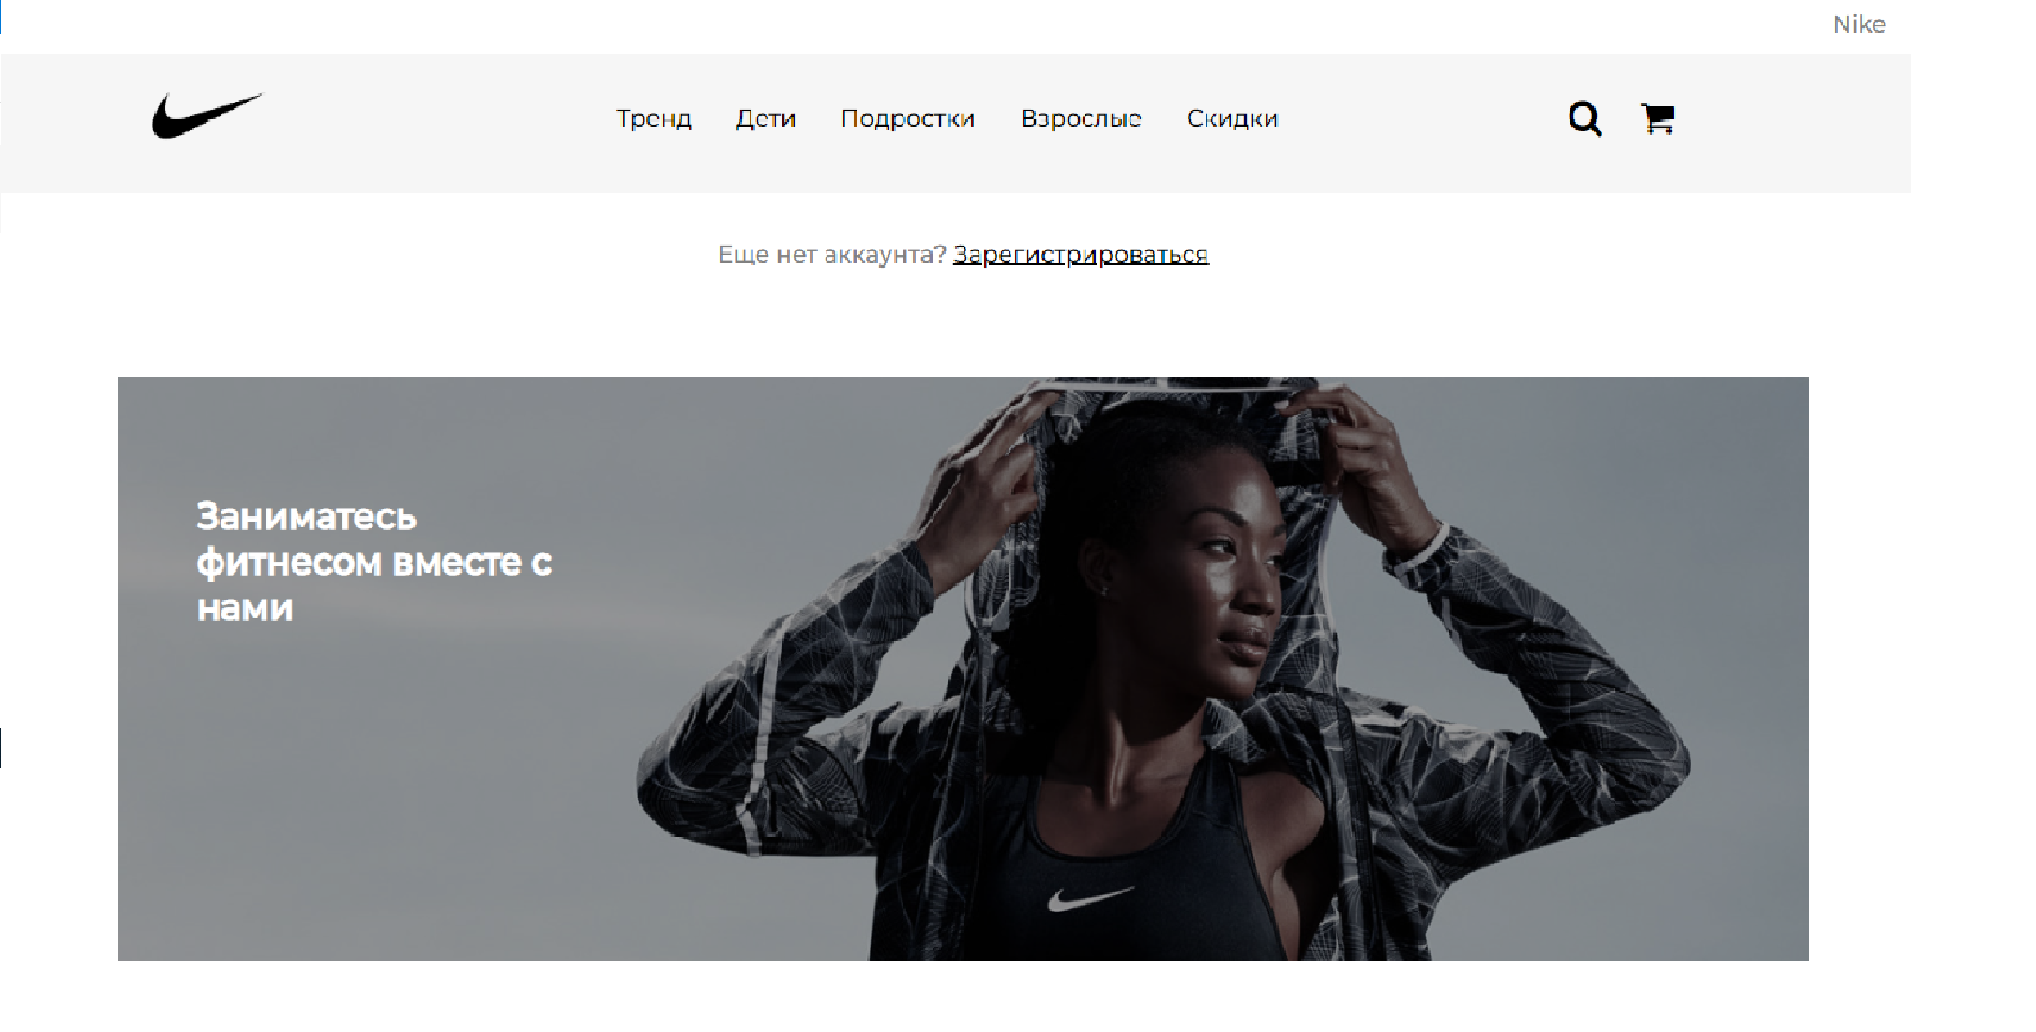 Nike
Тренд Дети Подростки Взрослые Скидки
Еще нет аккаунта? Зарегистрироваться
Заниматесь
фитнесом вместе с
нами